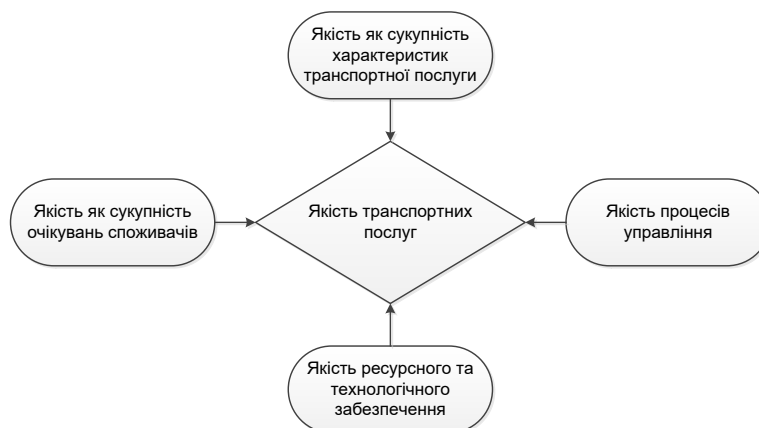 Якість як сукупність
характеристик
транспортної послуги
Якість як сукупність
очікувань споживачів
Якість транспортних
послуг
Якість процесів
управління
Якість ресурсного та
технологічного
забезпечення